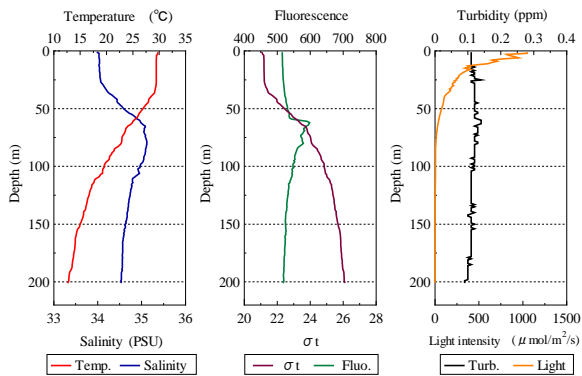 Temperature (℃)
10 15 20 25 30 35
0
50
100
150
200
Depth (m)
33 34 35 36
Salinity (PSU)
Temp. Salinity
Fluorescence
400 500 600 700 800
0
50
100
150
200
Depth (m)
20 22 24 26 28
σt
σt Fluo.
Turbidity (ppm)
0 0.1 0.2 0.3 0.4
0
50
100
150
200
Depth (m)
0 500 1000 1500
Light intensity (μmol/m²/s)
Turb. Light